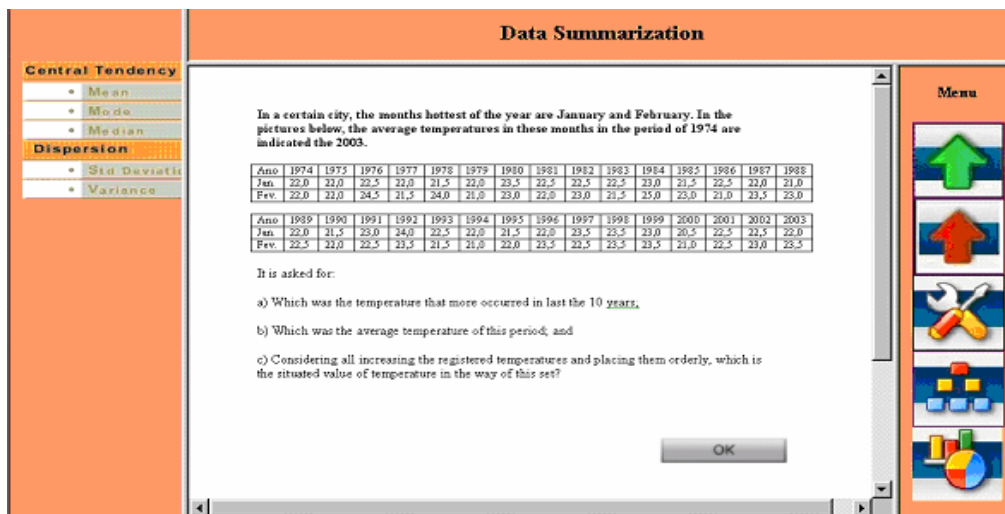 Data Summarization
Central Tendency
Mean
Mode
Median
Dispersion
Std Deviatio
Variance
Menu
In a certain city, the months hottest of the year are January and February. In the
pictures below, the average temperatures in these months in the period of 1974 are
indicated the 2003.
Ano 1974 1975 1976 1977 1978 1979 1980 1981 1982 1983 1984 1985 1986 1987 1988
Jan. 22,0 22,0 22,5 22,0 21,5 22,0 23,5 22,5 22,5 22,5 23,0 21,5 22,5 22,0 21,0
Fev. 22,0 22,0 24,5 21,5 24,0 21,0 23,0 22,0 23,0 21,5 25,0 23,0 21,0 23,5 23,0
Ano 1989 1990 1991 1992 1993 1994 1995 1996 1997 1998 1999 2000 2001 2002 2003
Jan. 22,0 21,5 23,0 24,0 22,5 22,5 21,5 22,0 23,5 23,5 23,0 20,5 22,5 22,5 22,0
Fev. 22,5 22,0 22,5 23,5 21,5 21,0 22,0 23,5 22,5 23,5 23,5 21,0 22,5 23,0 23,5
It is asked for:
a) Which was the temperature that more occurred in last the 10 years;
b) Which was the average temperature of this period; and
c) Considering all increasing the registered temperatures and placing them orderly, which is
the situated value of temperature in the way of this set?
OK